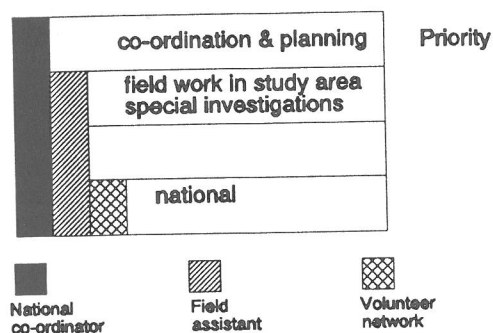 co-ordination & planning
Priority
field work in study area
special investigations
national
National
co-ordinator
Field
assistant
Volunteer
network